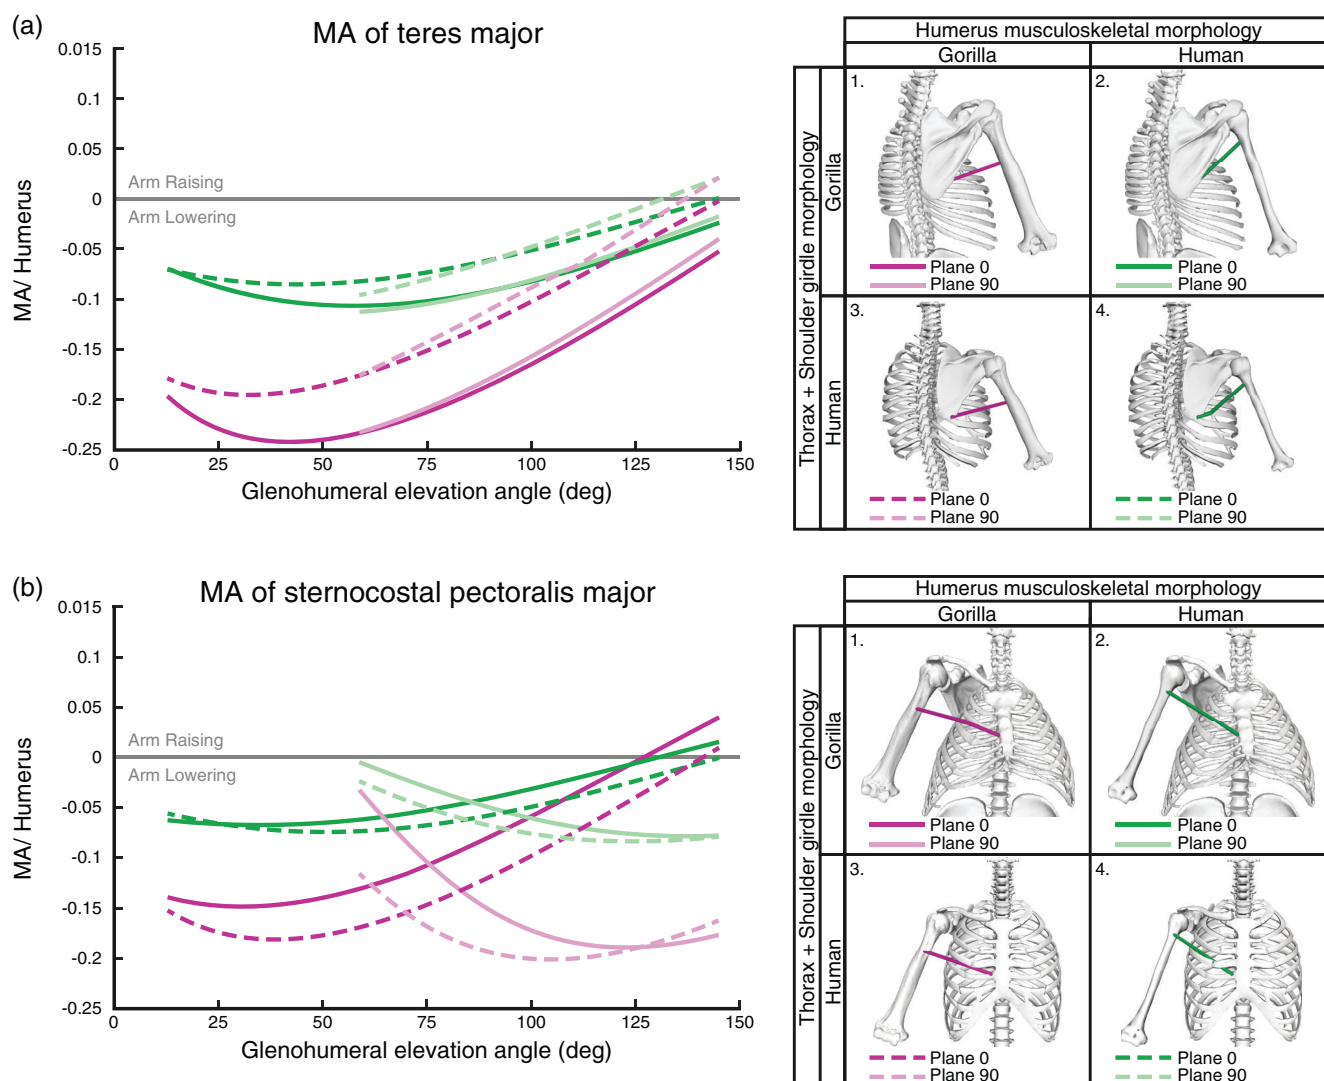 (a)
MA of teres major
0.015
0.1
0.05
0
-0.05
-0.1
-0.15
-0.2
-0.25
MA/ Humerus
Arm Raising
Arm Lowering
0 25 50 75 100 125 150
Glenohumeral elevation angle (deg)
Humerus musculoskeletal morphology
Gorilla Human
Thorax + Shoulder girdle morphology
Gorilla
Human
1. 2.
Plane 0 Plane 0
Plane 90 Plane 90
3. 4.
Plane 0 Plane 0
Plane 90 Plane 90
(b)
MA of sternocostal pectoralis major
0.015
0.1
0.05
0
-0.05
-0.1
-0.15
-0.2
-0.25
MA/ Humerus
Arm Raising
Arm Lowering
0 25 50 75 100 125 150
Glenohumeral elevation angle (deg)
Humerus musculoskeletal morphology
Gorilla Human
Thorax + Shoulder girdle morphology
Gorilla
Human
1. 2.
Plane 0 Plane 0
Plane 90 Plane 90
3. 4.
Plane 0 Plane 0
Plane 90 Plane 90